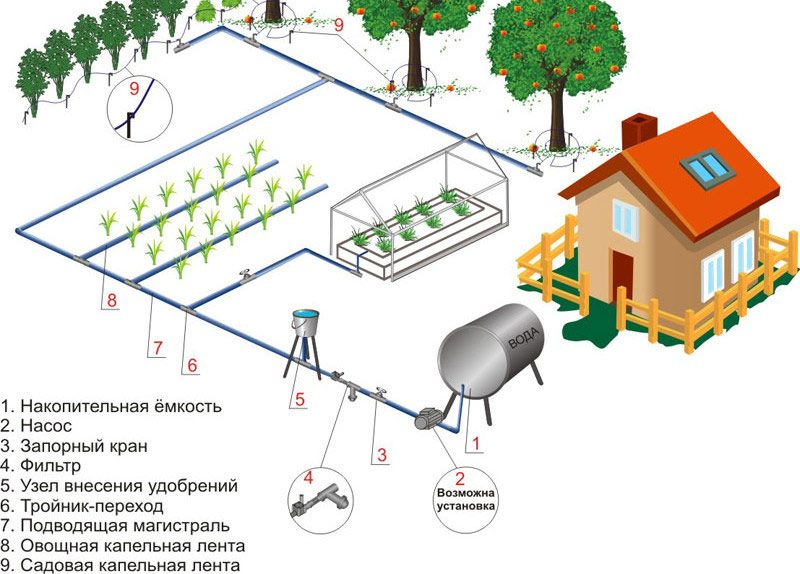 9
9
8
7
6
5
4
3
2
Возможна
установка
1
ВОДА
1. Накопительная ёмкость
2. Насос
3. Запорный кран
4. Фильтр
5. Узел внесения удобрений
6. Тройник-переход
7. Подводящая магистраль
8. Овощная капельная лента
9. Садовая капельная лента